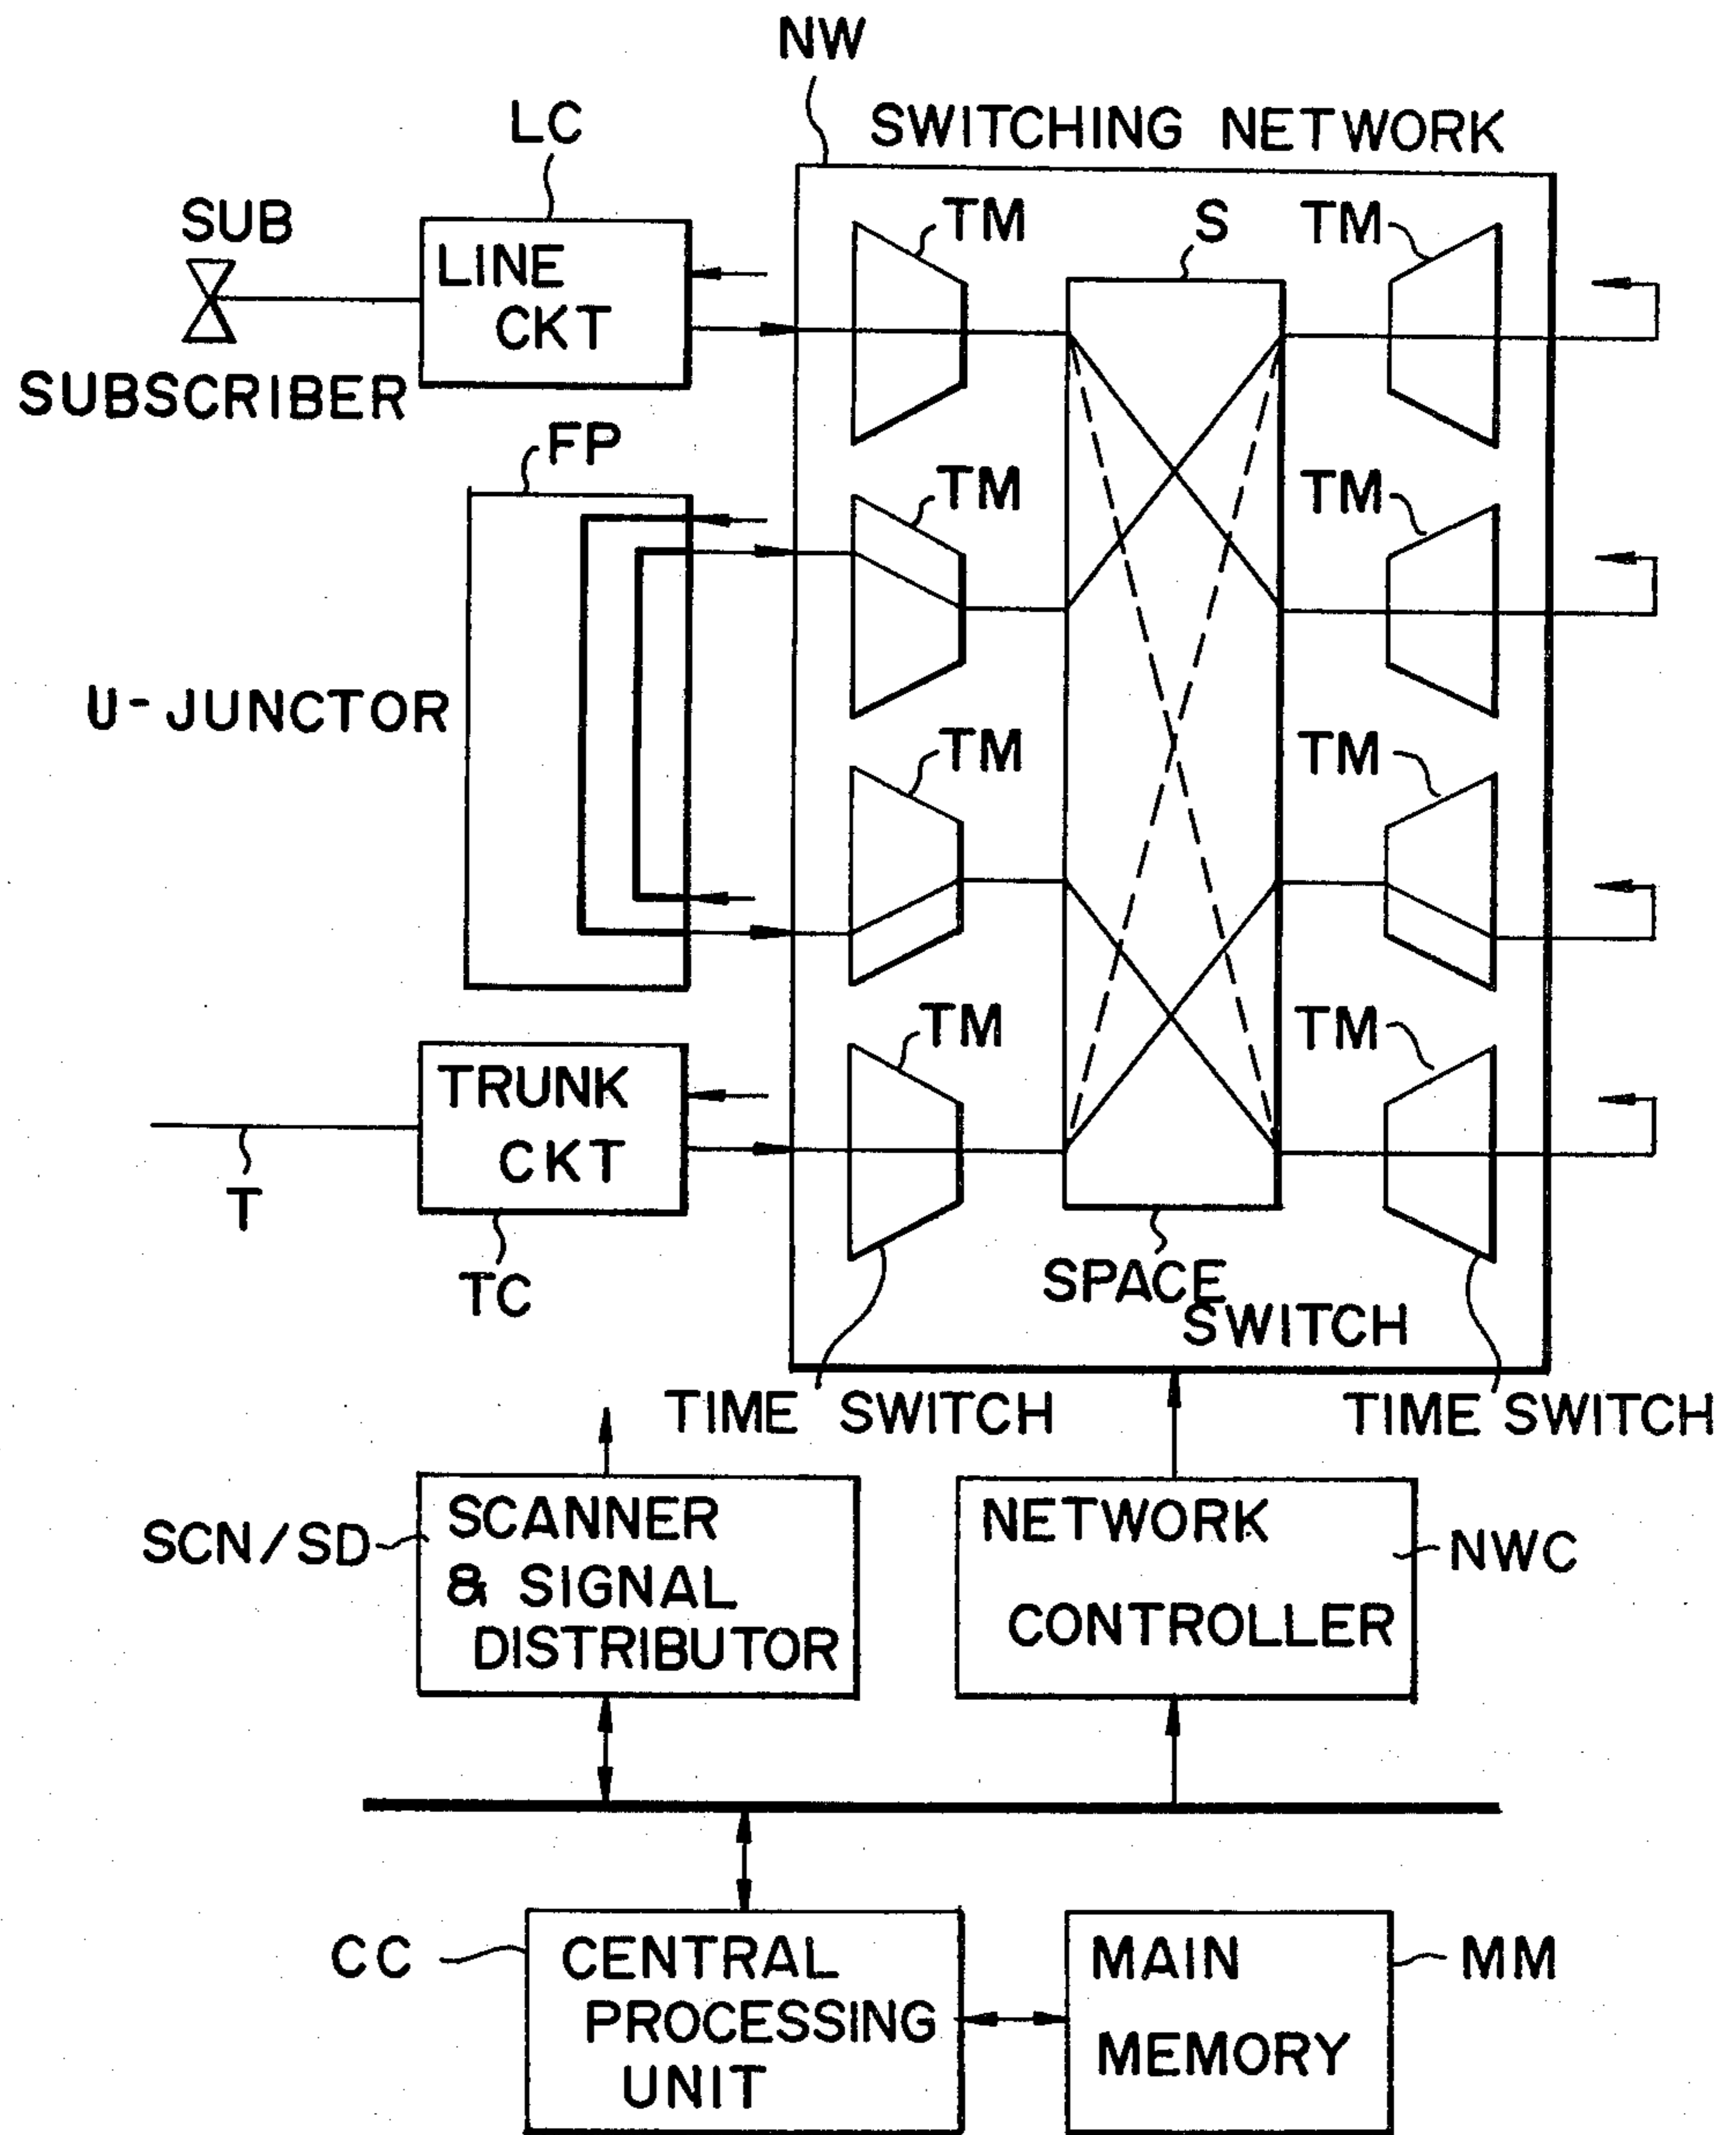 NW
LC
SWITCHING NETWORK
SUB
LINE
CKT
TM
S
TM
SUBSCRIBER
FP
TM
TM
U-JUNCTOR
TM
TM
TRUNK
CKT
TM
TM
T
TC
SPACE
SWITCH
TIME SWITCH
TIME SWITCH
SCN/SD
SCANNER
& SIGNAL
DISTRIBUTOR
NETWORK
CONTROLLER
NWC
CC
CENTRAL
PROCESSING
UNIT
MAIN
MEMORY
MM